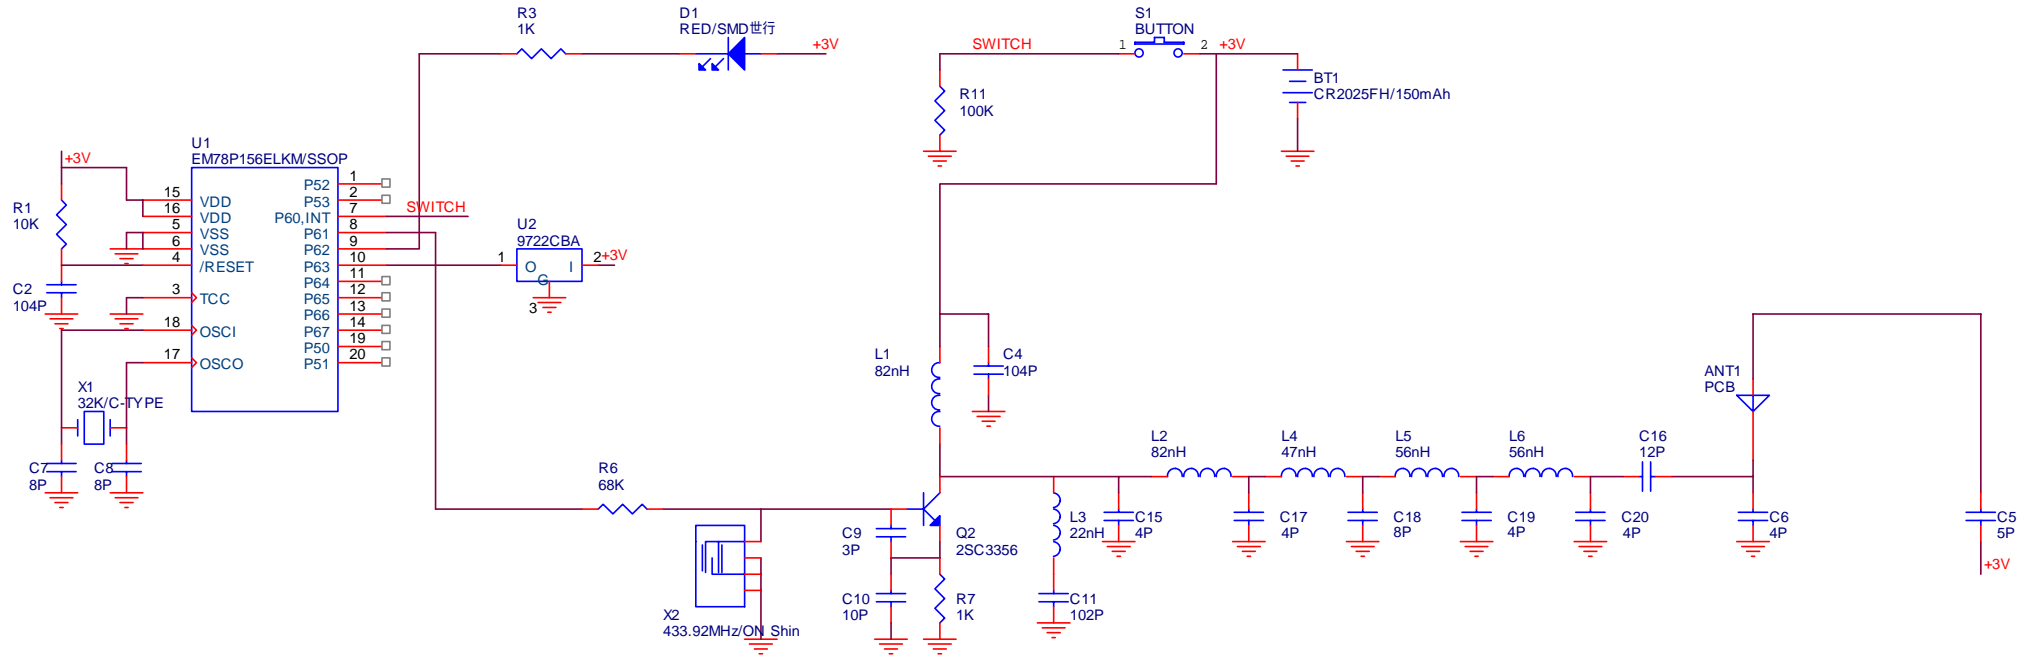 R3
1K
D1
RED/SMD世行
+3V
SWITCH
S1
BUTTON
1
2
+3V
BT1
CR2025FH/150mAh
R11
100K
U1
EM78P156ELKM/SSOP
+3V
R1
10K
C2
104P
15
VDD
16
VDD
5
VSS
6
VSS
4
/RESET
3
TCC
18
OSCI
17
OSCO
P52
1
P53
2
P60,INT
7
SWITCH
P61
8
P62
9
P63
10
P64
11
P65
12
P66
13
P67
14
P50
19
P51
20
U2
9722CBA
1
O
G
I
2
+3V
3
X1
32K/C-TYPE
C7
8P
C8
8P
L1
82nH
C4
104P
R6
68K
X2
433.92MHz/ON Shin
C9
3P
C10
10P
Q2
2SC3356
R7
1K
L3
22nH
C11
102P
C15
4P
L2
82nH
C17
4P
L4
47nH
C18
8P
L5
56nH
C19
4P
L6
56nH
C20
4P
C16
12P
ANT1
PCB
C6
4P
C5
5P
+3V